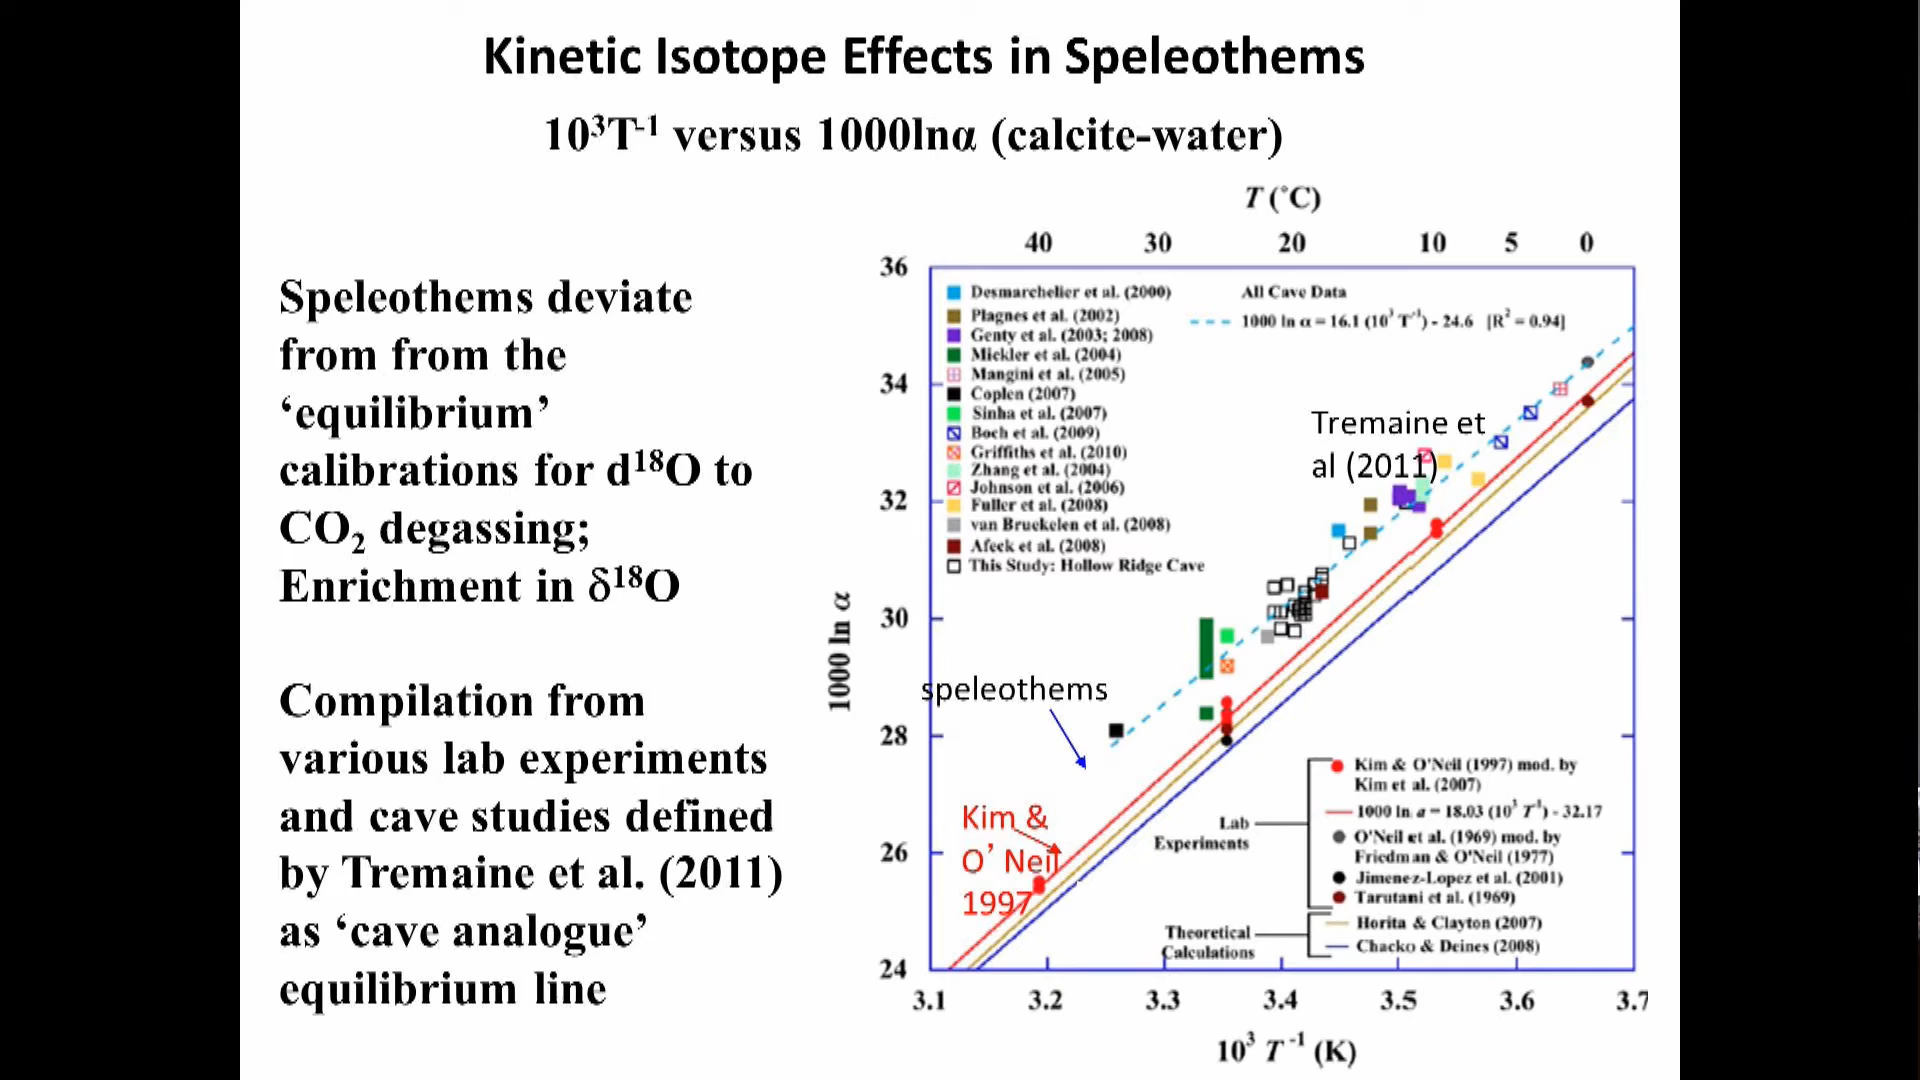 Kinetic Isotope Effects in Speleothems
10³T⁻¹ versus 1000lnα (calcite-water)
Speleothems deviate
from from the
‘equilibrium’
calibrations for d¹⁸O to
CO₂ degassing;
Enrichment in δ¹⁸O
Compilation from
various lab experiments
and cave studies defined
by Tremaine et al. (2011)
as ‘cave analogue’
equilibrium line
T (˚C)
40 30 20 10 5 0
36
34
32
30
28
26
24
1000 ln α
Desmarchelier et al. (2000)
Plagnes et al. (2002)
Genty et al. (2003; 2008)
Mickler et al. (2004)
Mangini et al. (2005)
Coplen (2007)
Sinha et al. (2007)
Boch et al. (2009)
Griffiths et al. (2010)
Zhang et al. (2004)
Johnson et al. (2006)
Fuller et al. (2008)
van Bruekelen et al. (2008)
Afeek et al. (2008)
This Study: Hollow Ridge Cave
All Cave Data
1000 ln α = 16.1 (10³ T⁻¹) - 24.6 [R² = 0.94]
Tremaine et
al (2011)
speleothems
Kim &
O’ Neil
1997
Lab
Experiments
Kim & O'Neil (1997) mod. by
Kim et al. (2007)
1000 ln α = 18.03 (10³ T⁻¹) - 32.17
O'Neil et al. (1969) mod. by
Friedman & O'Neil (1977)
Jimenez-Lopez et al. (2001)
Tarutani et al. (1969)
Theoretical
Calculations
Horita & Clayton (2007)
Chacko & Deines (2008)
3.1 3.2 3.3 3.4 3.5 3.6 3.7
10³ T⁻¹ (K)